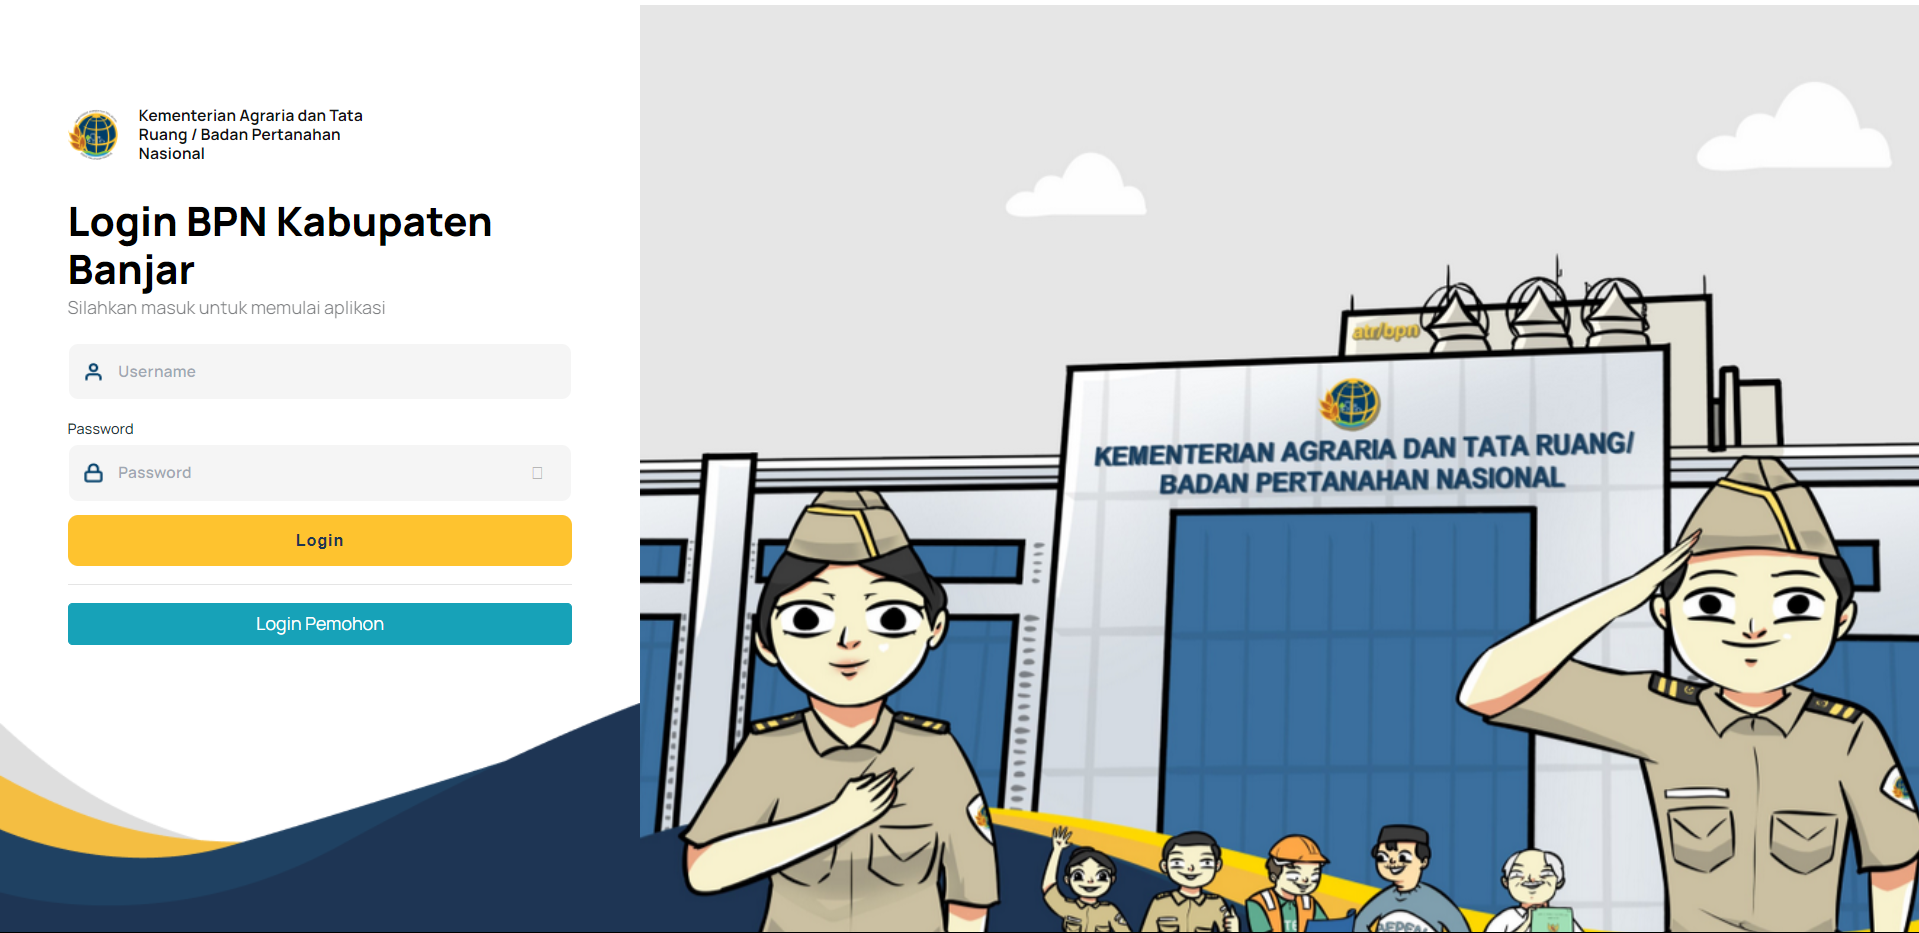 Kementerian Agraria dan Tata
Ruang / Badan Pertanahan
Nasional
Login BPN Kabupaten
Banjar
Silahkan masuk untuk memulai aplikasi
Username
Password
Password
Login
Login Pemohon
atr/bpn
KEMENTERIAN AGRARIA DAN TATA RUANG/
BADAN PERTANAHAN NASIONAL